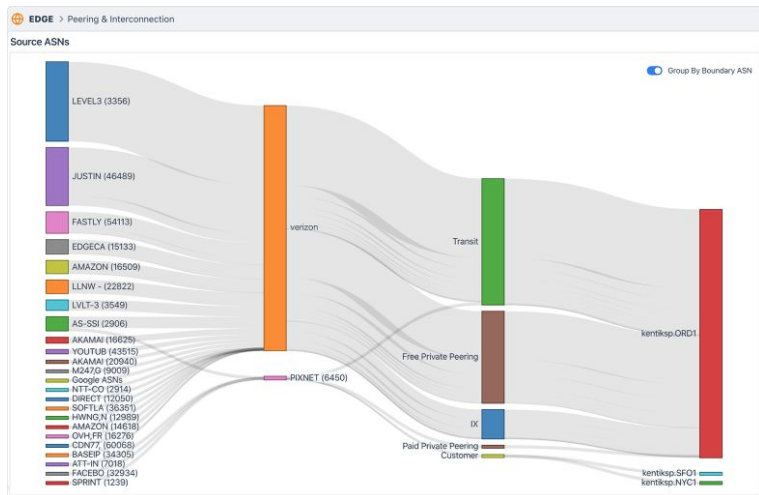 EDGE > Peering & Interconnection
Source ASNs
Group By Boundary ASN
LEVEL3 (3356)
JUSTIN (46489)
FASTLY (54113)
EDGECA (15133)
AMAZON (16509)
LLNW - (22822)
LVLT-3 (3549)
AS-SSI (2906)
AKAMAI (16625)
YOUTUB (43515)
AKAMAI (20940)
M247,G (9009)
Google ASNs
NTT-CO (2914)
DIRECT (12050)
SOFTLA (36351)
HWNG,N (12989)
AMAZON (14618)
OVH,FR (16276)
CDN77, (60068)
BASEIP (34305)
ATT-IN (7018)
FACEBO (32934)
SPRINT (1239)
verizon
PIXNET (6450)
Transit
Free Private Peering
IX
Paid Private Peering
Customer
kentiksp.ORD1
kentiksp.SFO1
kentiksp.NYC1